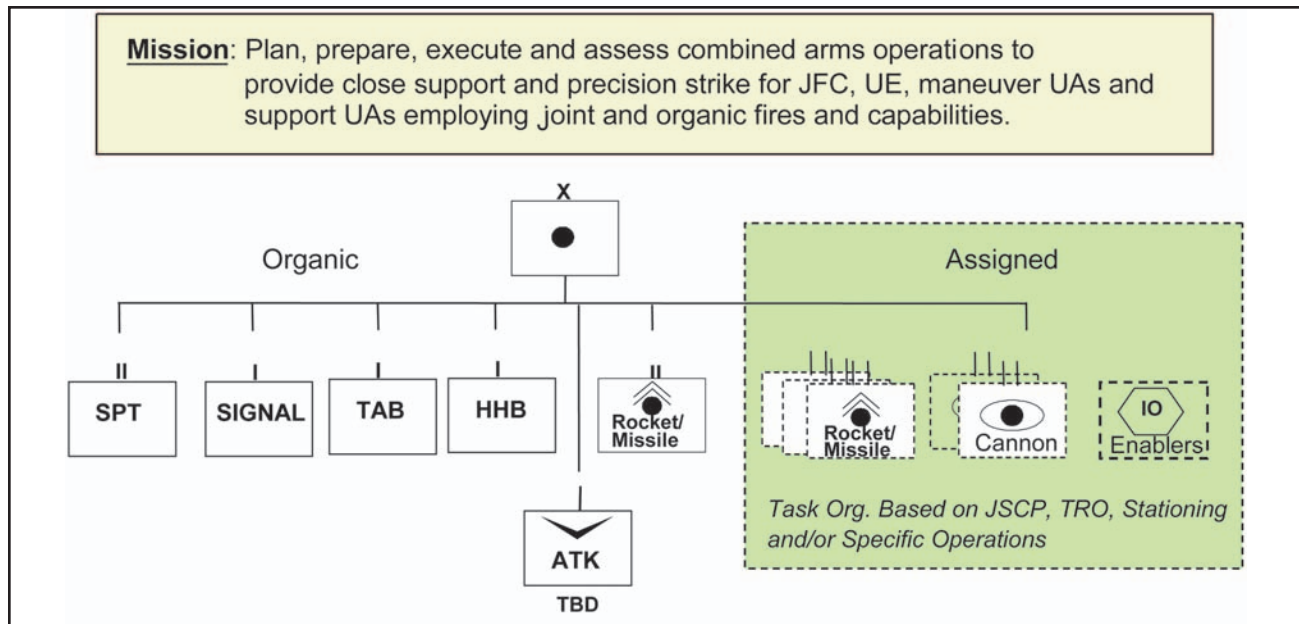 Mission: Plan, prepare, execute and assess combined arms operations to
provide close support and precision strike for JFC, UE, maneuver UAs and
support UAs employing joint and organic fires and capabilities.
X
Organic
Assigned
II
SPT
I
SIGNAL
I
TAB
I
HHB
II
Rocket/
Missile
Rocket/
Missile
Cannon
IO
Enablers
ATK
TBD
Task Org. Based on JSCP, TRO, Stationing
and/or Specific Operations